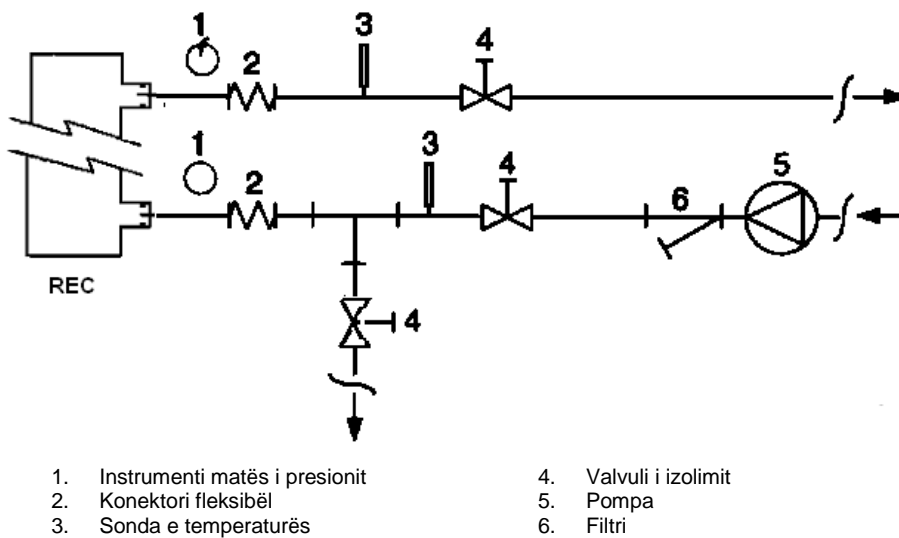 1
2
3
4
1
2
3
4
5
6
REC
4
1. Instrumenti matës i presionit
2. Konektori fleksibël
3. Sonda e temperaturës
4. Valvuli i izolimit
5. Pompa
6. Filtri